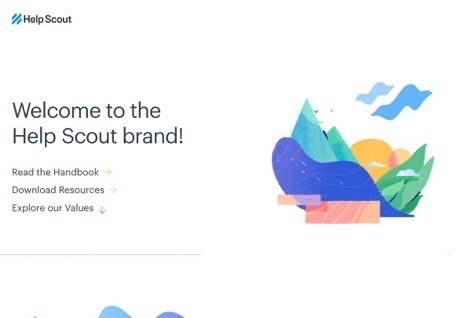 Help Scout
Welcome to the
Help Scout brand!
Read the Handbook
Download Resources
Explore our Values